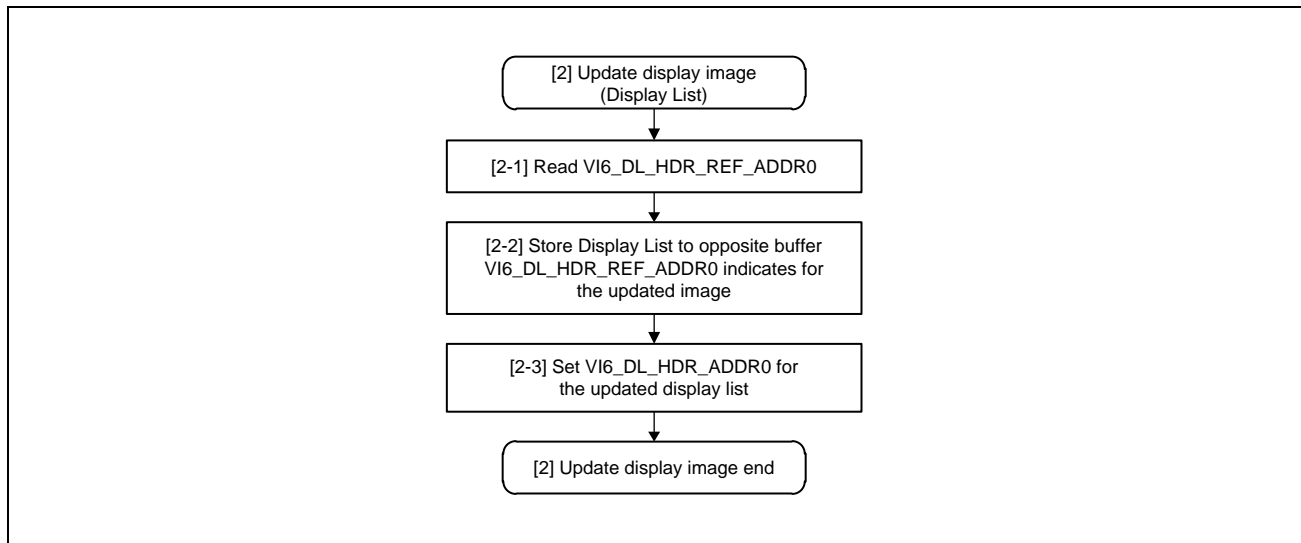 [2] Update display image
(Display List)
[2-1] Read VI6_DL_HDR_REF_ADDR0
[2-2] Store Display List to opposite buffer
VI6_DL_HDR_REF_ADDR0 indicates for
the updated image
[2-3] Set VI6_DL_HDR_ADDR0 for
the updated display list
[2] Update display image end